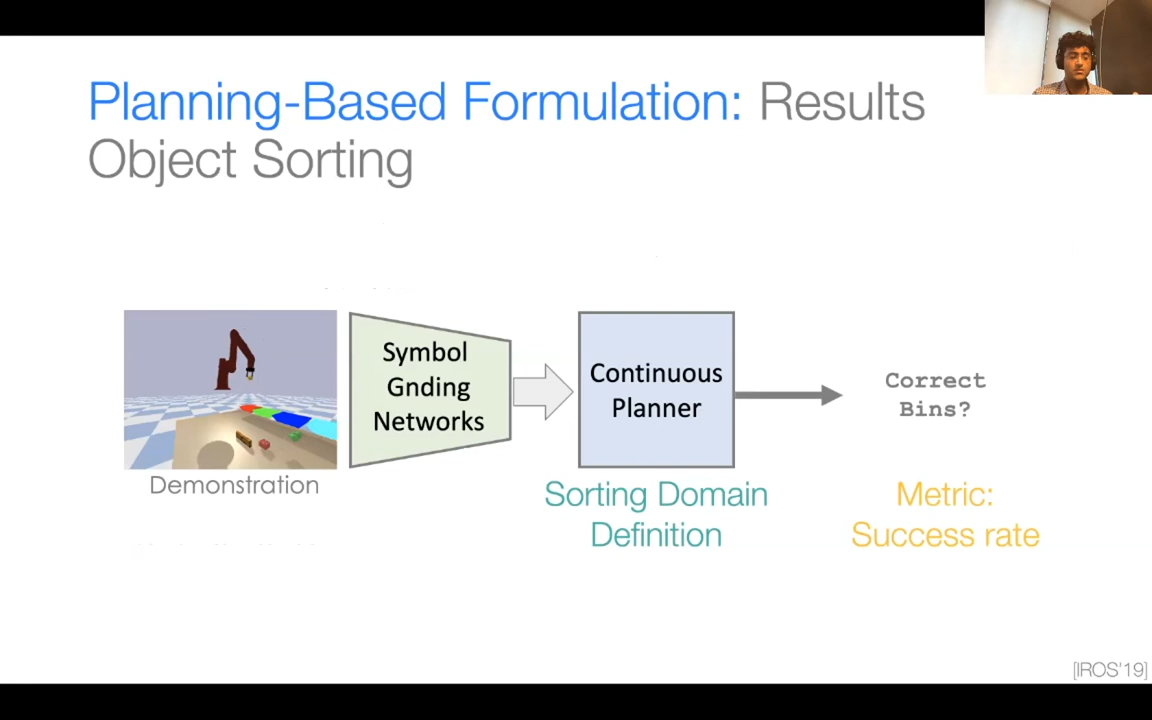 Planning-Based Formulation: Results
Object Sorting
Symbol
Gnding
Networks
Continuous
Planner
Correct
Bins?
Demonstration
Sorting Domain
Definition
Metric:
Success rate
[IROS'19]